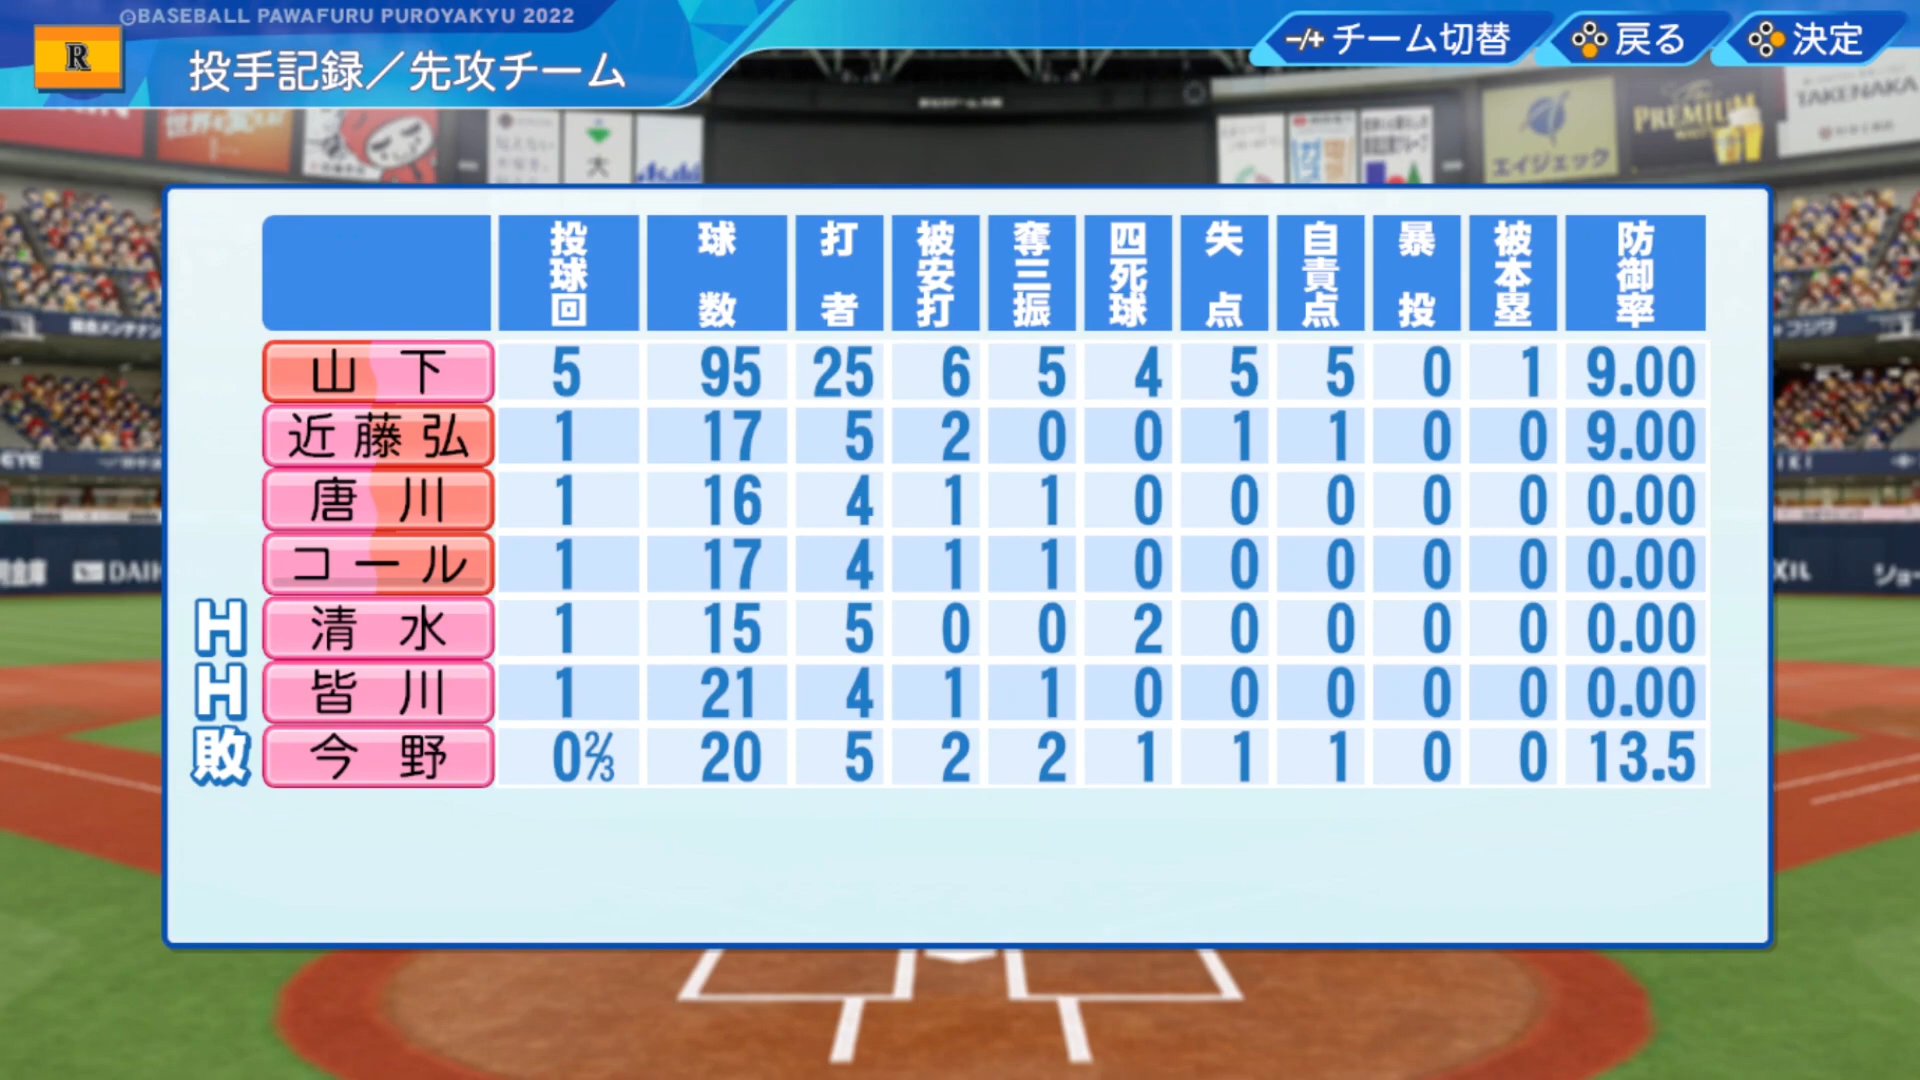 ©BASEBALL PAWAFURU PUROYAKYU 2022
R
投手記録／先攻チーム
-/+ チーム切替 戻る 決定
TAKENAKA
PREMIUM
エイジェック
大
Asahi
投球回 球数 打者 被安打 奪三振 四死球 失点 自責点 暴投 被本塁 防御率
山下 5 95 25 6 5 4 5 5 0 1 9.00
近藤弘 1 17 5 2 0 0 1 1 0 0 9.00
唐川 1 16 4 1 1 0 0 0 0 0 0.00
コール 1 17 4 1 1 0 0 0 0 0 0.00
H 清水 1 15 5 0 0 2 0 0 0 0 0.00
H 皆川 1 21 4 1 1 0 0 0 0 0 0.00
敗 今野 0⅔ 20 5 2 2 1 1 1 0 0 13.5
EYE
DAIK
XIL
ショー